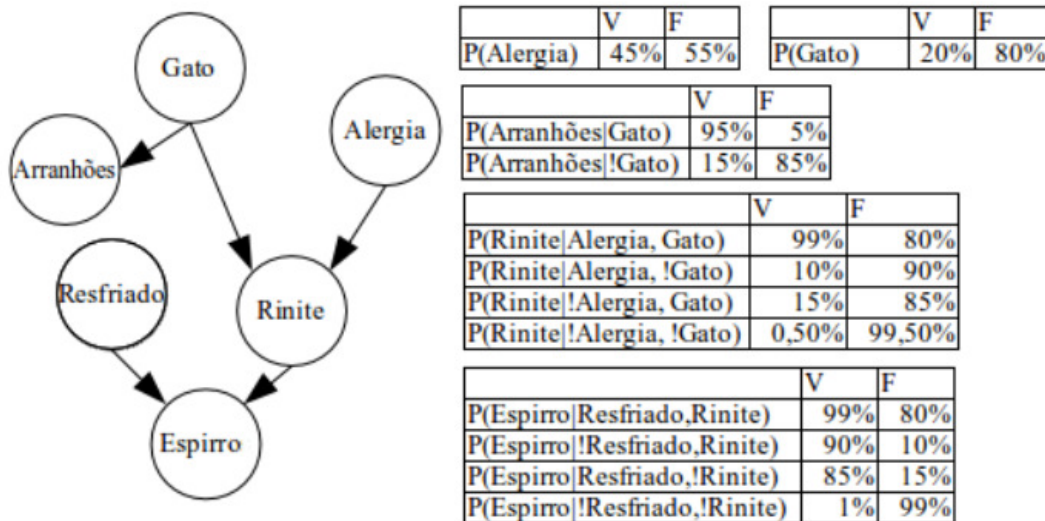 Gato
Alergia
Arranhões
Resfriado
Rinite
Espirro
V F
P(Alergia) 45% 55%
V F
P(Gato) 20% 80%
V F
P(Arranhões|Gato) 95% 5%
P(Arranhões|!Gato) 15% 85%
V F
P(Rinite|Alergia, Gato) 99% 80%
P(Rinite|Alergia, !Gato) 10% 90%
P(Rinite|!Alergia, Gato) 15% 85%
P(Rinite|!Alergia, !Gato) 0,50% 99,50%
V F
P(Espirro|Resfriado,Rinite) 99% 80%
P(Espirro|!Resfriado,Rinite) 90% 10%
P(Espirro|Resfriado,!Rinite) 85% 15%
P(Espirro|!Resfriado,!Rinite) 1% 99%